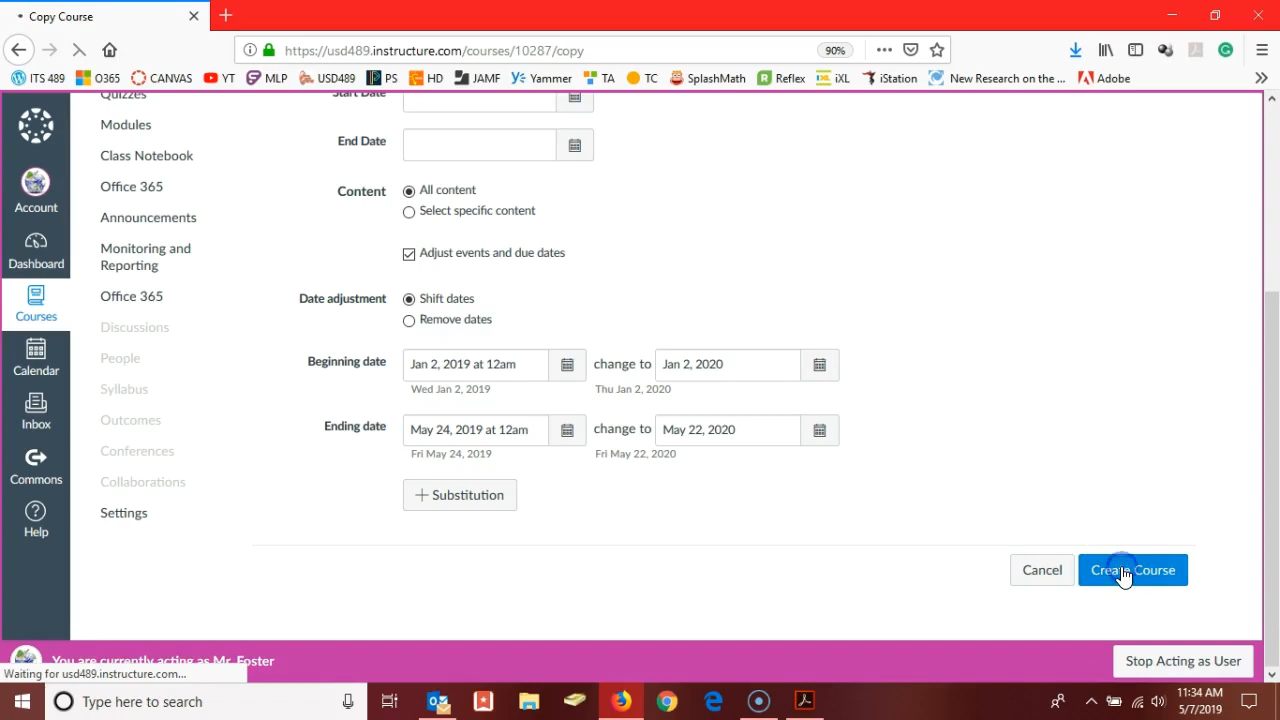 Copy Course
https://usd489.instructure.com/courses/10287/copy
90%
ITS 489 O365 CANVAS YT MLP USD489 PS HD JAMF Yammer TA TC SplashMath Reflex iXL iStation New Research on the ... Adobe
Quizzes
Modules
Class Notebook
Office 365
Announcements
Monitoring and
Reporting
Office 365
Discussions
People
Syllabus
Outcomes
Conferences
Collaborations
Settings
Account
Dashboard
Courses
Calendar
Inbox
Commons
Help
Start Date
End Date
Content
All content
Select specific content
Adjust events and due dates
Date adjustment
Shift dates
Remove dates
Beginning date Jan 2, 2019 at 12am change to Jan 2, 2020
Wed Jan 2, 2019 Thu Jan 2, 2020
Ending date May 24, 2019 at 12am change to May 22, 2020
Fri May 24, 2019 Fri May 22, 2020
+ Substitution
Cancel Create Course
You are currently acting as Mr. Foster Stop Acting as User
Waiting for usd489.instructure.com...
Type here to search
11:34 AM
5/7/2019